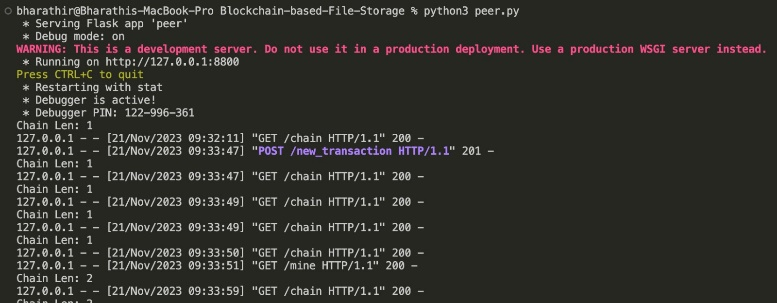 bharathir@Bharathis-MacBook-Pro Blockchain-based-File-Storage % python3 peer.py
* Serving Flask app 'peer'
* Debug mode: on
WARNING: This is a development server. Do not use it in a production deployment. Use a production WSGI server instead.
* Running on http://127.0.0.1:8800
Press CTRL+C to quit
* Restarting with stat
* Debugger is active!
* Debugger PIN: 122-996-361
Chain Len: 1
127.0.0.1 - - [21/Nov/2023 09:32:11] "GET /chain HTTP/1.1" 200 -
127.0.0.1 - - [21/Nov/2023 09:33:47] "POST /new_transaction HTTP/1.1" 201 -
Chain Len: 1
127.0.0.1 - - [21/Nov/2023 09:33:47] "GET /chain HTTP/1.1" 200 -
Chain Len: 1
127.0.0.1 - - [21/Nov/2023 09:33:49] "GET /chain HTTP/1.1" 200 -
Chain Len: 1
127.0.0.1 - - [21/Nov/2023 09:33:49] "GET /chain HTTP/1.1" 200 -
Chain Len: 1
127.0.0.1 - - [21/Nov/2023 09:33:50] "GET /chain HTTP/1.1" 200 -
127.0.0.1 - - [21/Nov/2023 09:33:51] "GET /mine HTTP/1.1" 200 -
Chain Len: 2
127.0.0.1 - - [21/Nov/2023 09:33:59] "GET /chain HTTP/1.1" 200 -
Chain Len: 2